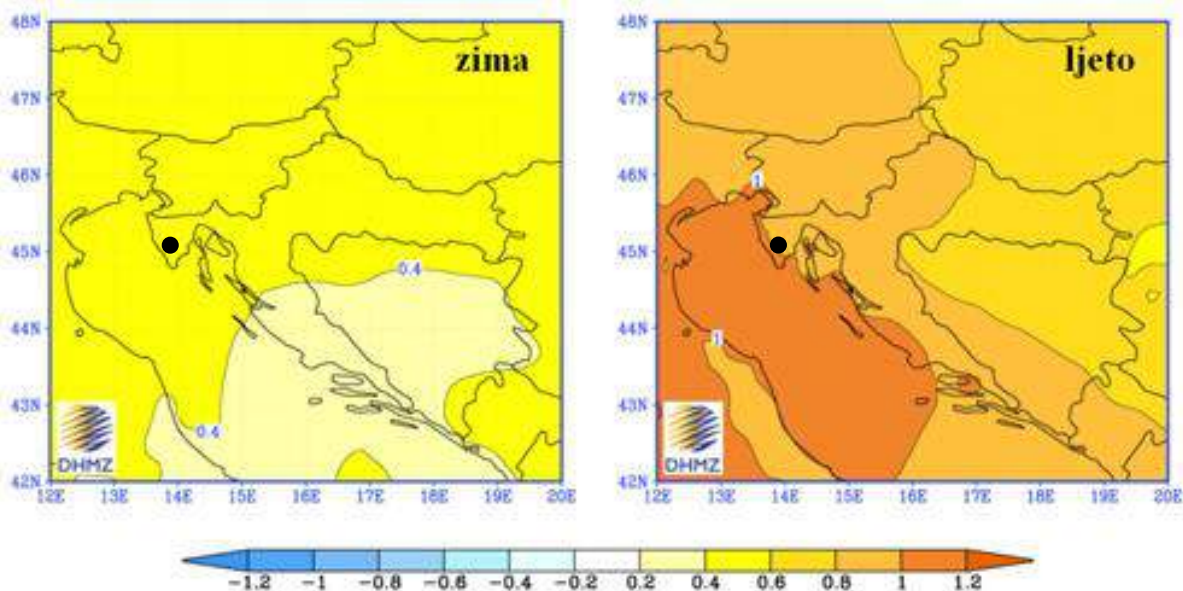 48N
zima
47N
46N
45N
0.4
44N
43N
0.4
DHMZ
42N
12E 13E 14E 15E 16E 17E 18E 19E 20E
48N
ljeto
47N
46N
1
45N
44N
1
43N
DHMZ
42N
12E 13E 14E 15E 16E 17E 18E 19E 20E
-1.2 -1 -0.8 -0.6 -0.4 -0.2 0.2 0.4 0.6 0.8 1 1.2